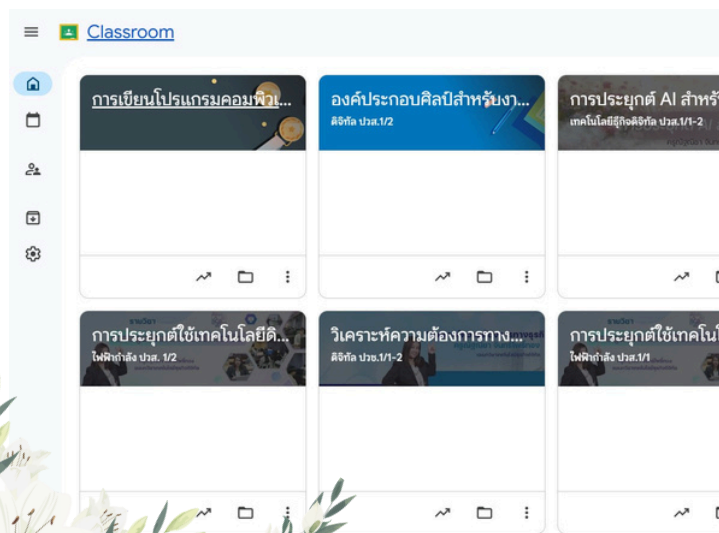 Classroom
การเขียนโปรแกรมคอมพิวเ...
องค์ประกอบศิลป์สำหรับงา...
ดิจิทัล ปวส.1/2
การประยุกต์ AI สำหรั
เทคโนโลยีธุรกิจดิจิทัล ปวส.1/1-2
การประยุกต์ใช้เทคโนโลยีดิ...
ไฟฟ้ากำลัง ปวส. 1/2
วิเคราะห์ความต้องการทาง...
ดิจิทัล ปวช.1/1-2
การประยุกต์ใช้เทคโนโ
ไฟฟ้ากำลัง ปวส.1/1